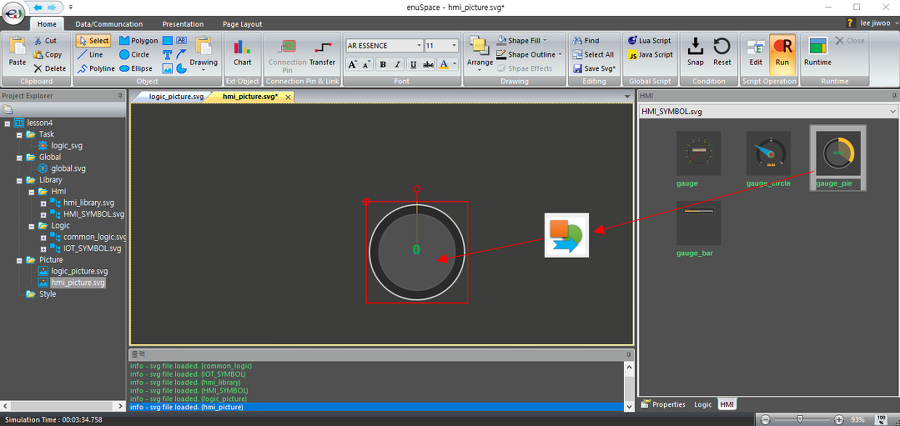 enuSpace - hmi_picture.svg*
Home Data/Communcation Presentation Page Layout lee jiwoo
Paste Cut Copy Delete Clipboard
Select Line Polyline Polygon Circle Ellipse AB Drawing Object
Chart Ext Object
Connection Pin Transfer Connection Pin & Link
AR ESSENCE 11 Font
Arrange Shape Fill Shape Outline Shpae Effects Drawing
Find Select All Save Svg* Editing
Lua Script Java Script Global Script
Snap Reset Condition
Edit Run Script Operation
Runtime Close Runtime
Project Explorer
lesson4
Task
logic_svg
Global
global.svg
Library
Hmi
hmi_library.svg
HMI_SYMBOL.svg
Logic
common_logic.svg
IOT_SYMBOL.svg
Picture
logic_picture.svg
hmi_picture.svg
Style
logic_picture.svg hmi_picture.svg*
0
출력
info - svg file loaded. (common_logic)
info - svg file loaded. (IOT_SYMBOL)
info - svg file loaded. (hmi_library)
info - svg file loaded. (HMI_SYMBOL)
info - svg file loaded. (logic_picture)
info - svg file loaded. (hmi_picture)
HMI
HMI_SYMBOL.svg
gauge gauge_circle gauge_pie
gauge_bar
Properties Logic HMI
Simulation Time : 00:03:34.758 93% 100